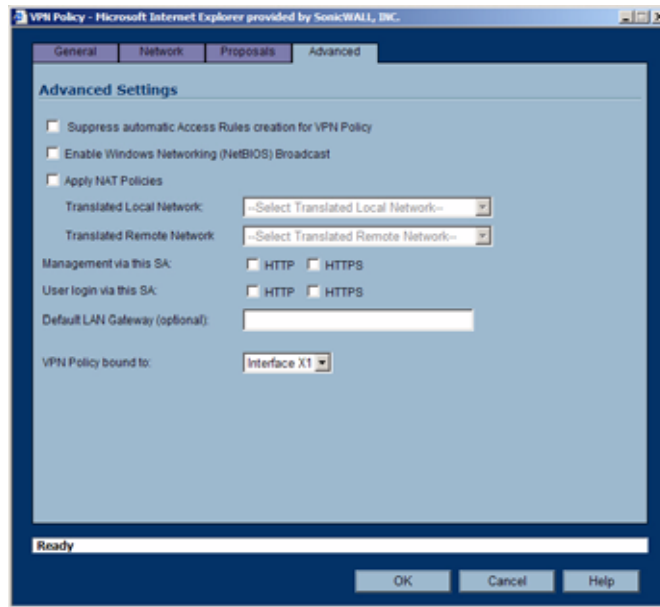 VPN Policy - Microsoft Internet Explorer provided by SonicWALL, INC.
General Network Proposals Advanced
Advanced Settings
Suppress automatic Access Rules creation for VPN Policy
Enable Windows Networking (NetBIOS) Broadcast
Apply NAT Policies
Translated Local Network: --Select Translated Local Network--
Translated Remote Network --Select Translated Remote Network--
Management via this SA: HTTP HTTPS
User login via this SA: HTTP HTTPS
Default LAN Gateway (optional):
VPN Policy bound to: Interface X1
Ready
OK Cancel Help